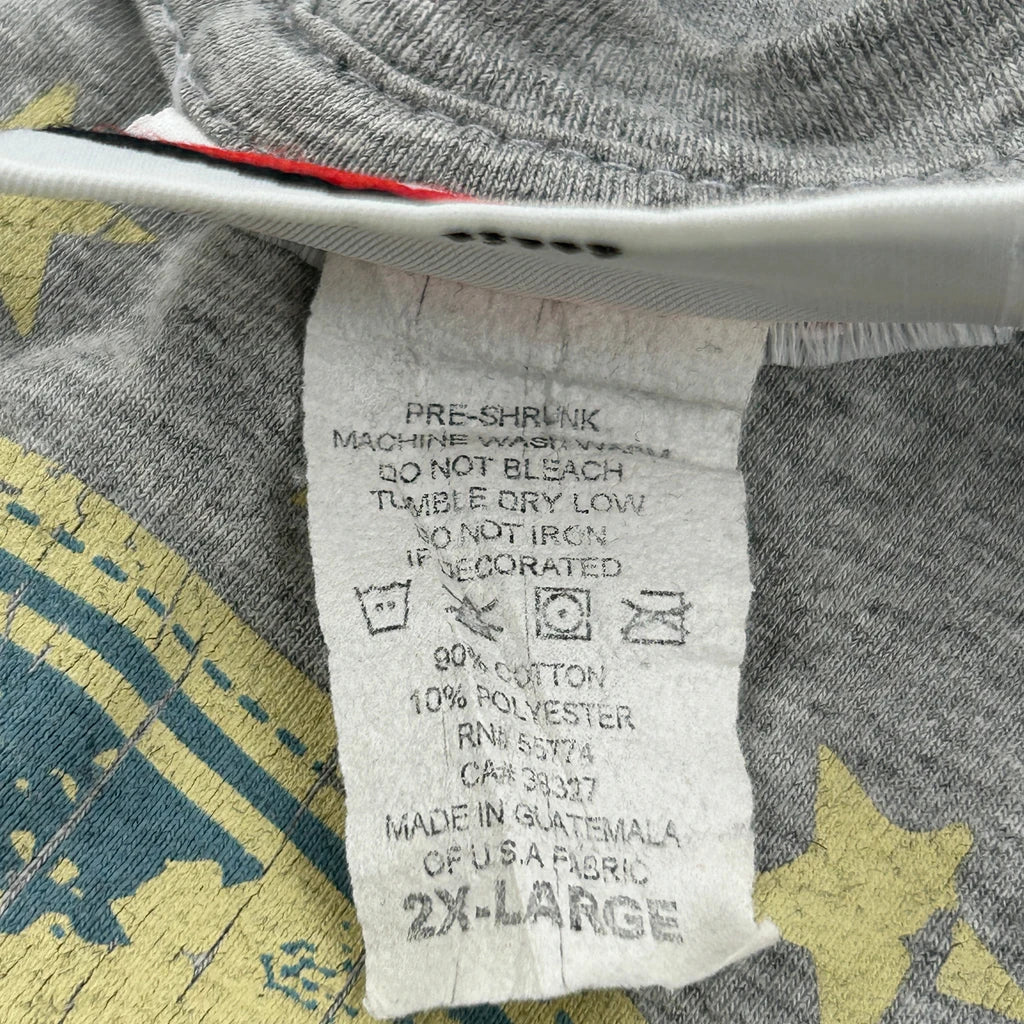 PRE-SHRUNK
MACHINE WASH WARM
DO NOT BLEACH
TUMBLE DRY LOW
DO NOT IRON
IF DECORATED
90% COTTON
10% POLYESTER
RN# 55774
CA# 38327
MADE IN GUATEMALA
OF U.S.A FABRIC
2X-LARGE